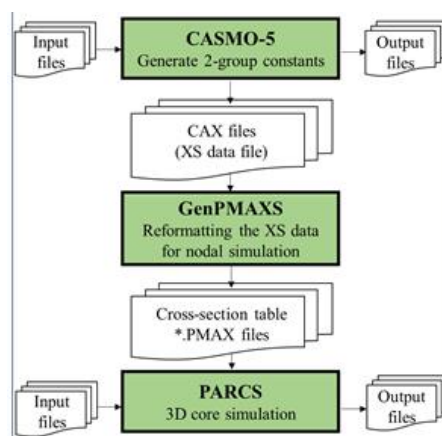 Input
files
CASMO-5
Generate 2-group constants
Output
files
CAX files
(XS data file)
GenPMAXS
Reformatting the XS data
for nodal simulation
Cross-section table
*.PMAX files
Input
files
PARCS
3D core simulation
Output
files